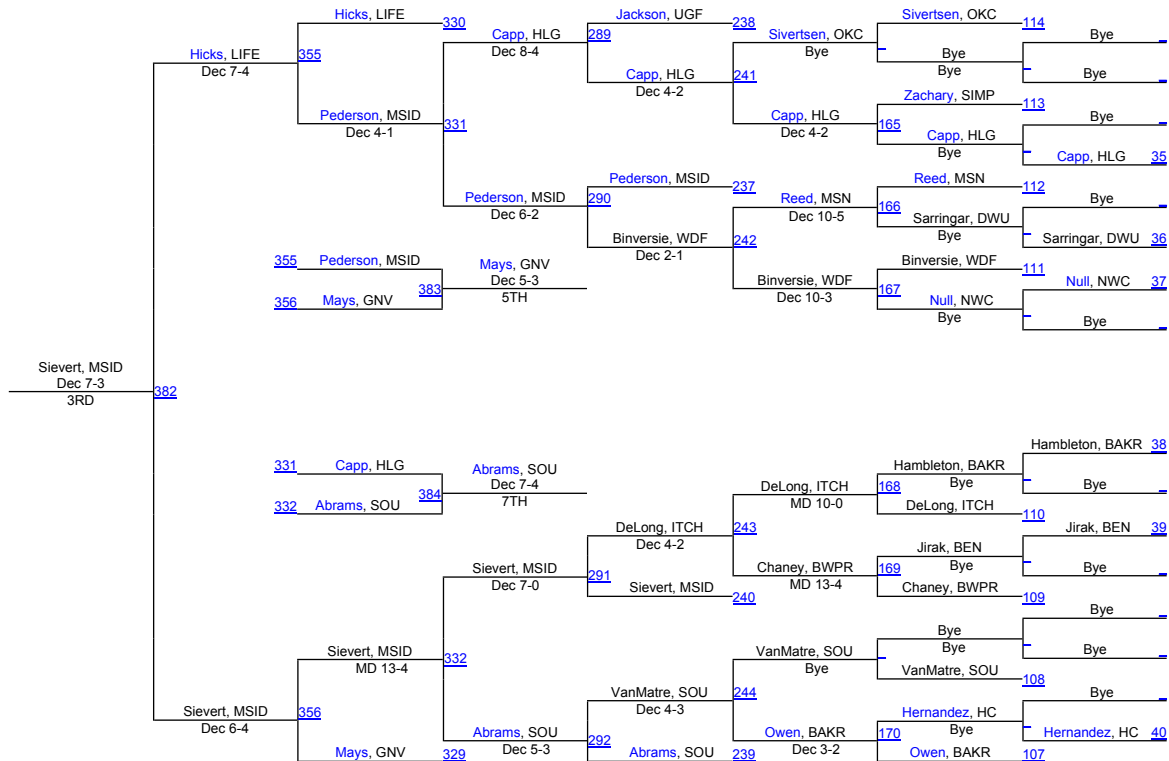 Hicks, LIFE 330
Jackson, UGF 238
Sivertsen, OKC 114
Capp, HLG 289
Dec 8-4
Sivertsen, OKC
Bye
Bye
Hicks, LIFE 355
Dec 7-4
Bye
Bye
Bye
Capp, HLG 241
Dec 4-2
Zachary, SIMP 113
Pederson, MSID 331
Dec 4-1
Capp, HLG 165
Dec 4-2
Bye
Capp, HLG
Bye
Capp, HLG 35
Pederson, MSID 237
Reed, MSN 112
Pederson, MSID 290
Dec 6-2
Reed, MSN 166
Dec 10-5
Bye
Sarringar, DWU
Bye
Sarringar, DWU 36
Binversie, WDF 242
Dec 2-1
355 Pederson, MSID
Mays, GNV
Dec 5-3
5TH
383
356 Mays, GNV
Binversie, WDF 111
Binversie, WDF 167
Dec 10-3
Null, NWC 37
Null, NWC
Bye
Bye
Sievert, MSID
Dec 7-3
3RD
382
Hambleton, BAKR 38
331 Capp, HLG
Abrams, SOU
Dec 7-4
7TH
384
332 Abrams, SOU
Hambleton, BAKR
Bye
Bye
DeLong, ITCH 168
MD 10-0
DeLong, ITCH 110
DeLong, ITCH 243
Dec 4-2
Jirak, BEN 39
Jirak, BEN
Bye
Bye
Sievert, MSID 291
Dec 7-0
Chaney, BWPR 169
MD 13-4
Sievert, MSID 240
Chaney, BWPR 109
Bye
Bye
Bye
Bye
Sievert, MSID 332
MD 13-4
VanMatre, SOU
Bye
VanMatre, SOU 108
VanMatre, SOU 244
Dec 4-3
Bye
Sievert, MSID 356
Dec 6-4
Hernandez, HC
Bye
Hernandez, HC 40
Abrams, SOU 292
Dec 5-3
Owen, BAKR 170
Dec 3-2
Mays, GNV 329
Abrams, SOU 239
Owen, BAKR 107